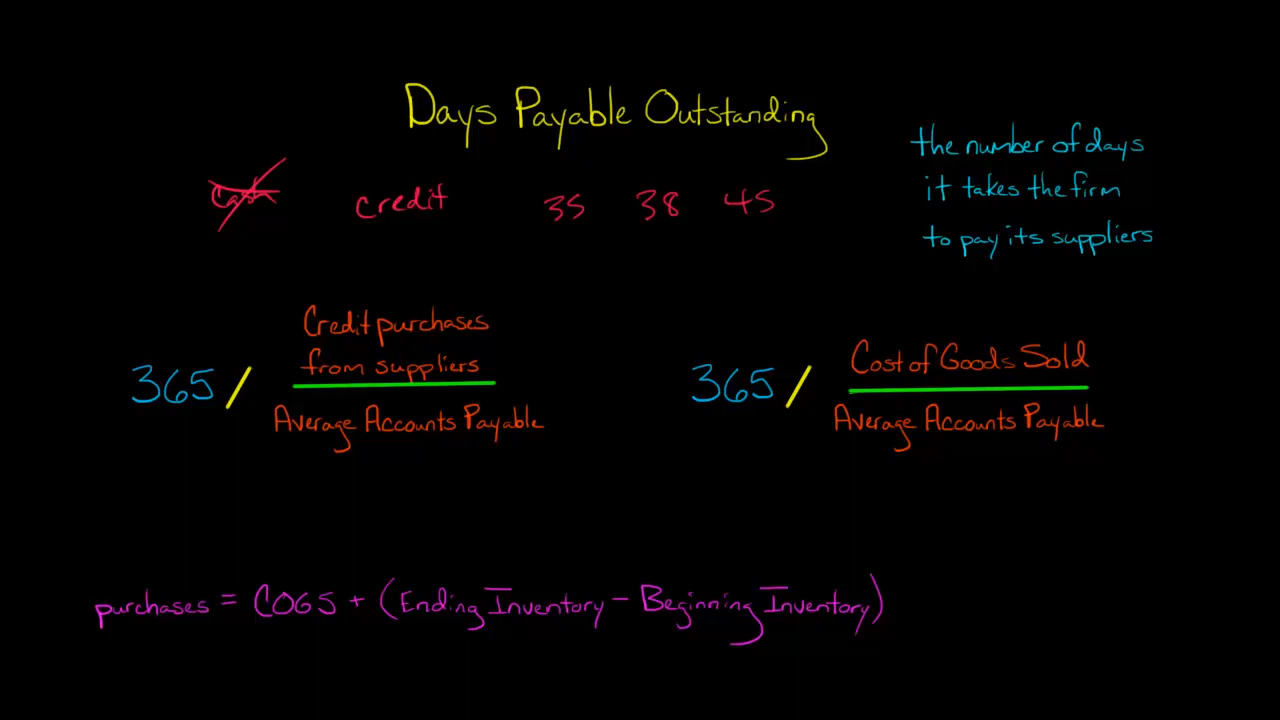 Days Payable Outstanding
the number of days
it takes the firm
to pay its suppliers
Cash credit 35 38 45
Credit purchases
from suppliers
365 /
Average Accounts Payable
Cost of Goods Sold
365 /
Average Accounts Payable
purchases = COGS + (Ending Inventory - Beginning Inventory)